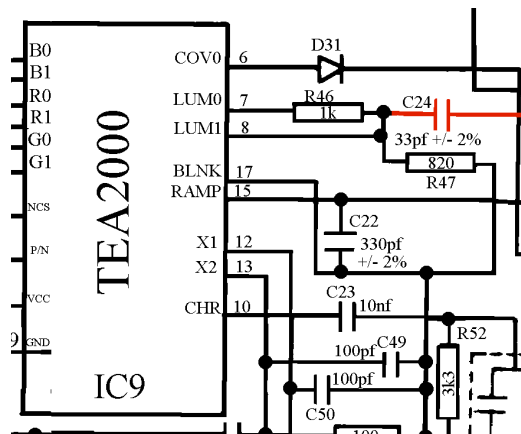 B0
B1
R0
R1
G0
G1
NCS
P/N
VCC
9 GND
TEA2000
IC9
COV0 6
LUM0 7
LUM1 8
BLNK 17
RAMP 15
X1 12
X2 13
CHR 10
D31
R46
1k
C24
33pf +/- 2%
820
R47
C22
330pf
+/- 2%
C23
10nf
R52
3k3
100pf C49
100pf
C50
100